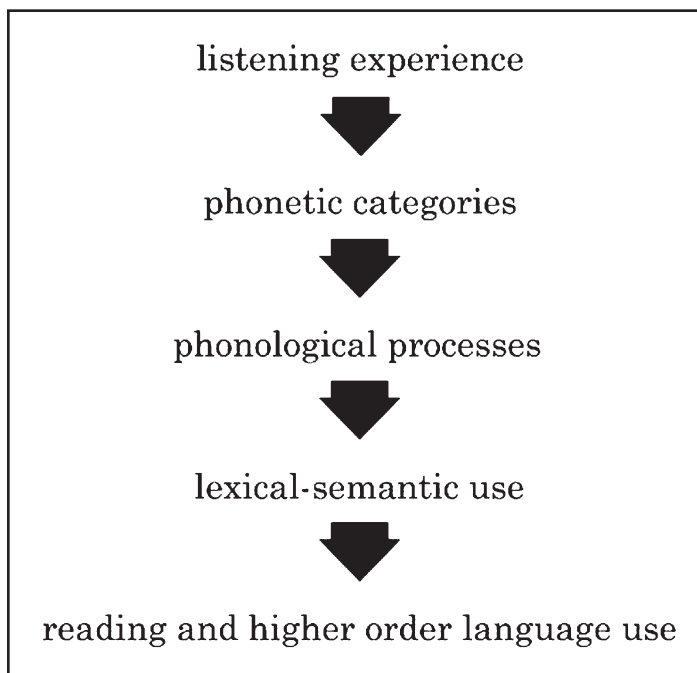 listening experience
phonetic categories
phonological processes
lexical-semantic use
reading and higher order language use